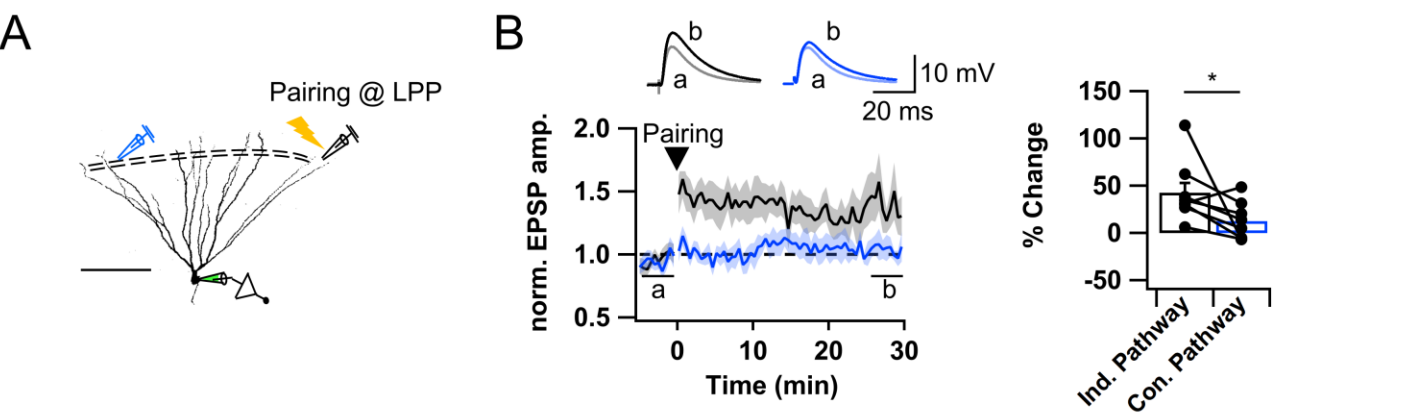 A
Pairing @ LPP
B
b
a
b
a
10 mV
20 ms
norm. EPSP amp.
2.0
1.5
1.0
0.5
Pairing
a
b
0
10
20
30
Time (min)
% Change
150
100
50
0
-50
*
Ind. Pathway
Con. Pathway